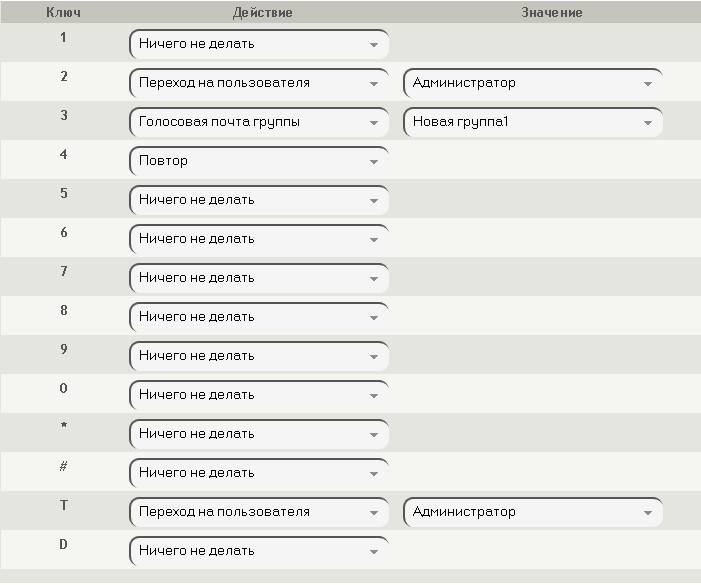 Ключ Действие Значение
1 Ничего не делать
2 Переход на пользователя Администратор
3 Голосовая почта группы Новая группа1
4 Повтор
5 Ничего не делать
6 Ничего не делать
7 Ничего не делать
8 Ничего не делать
9 Ничего не делать
0 Ничего не делать
* Ничего не делать
# Ничего не делать
T Переход на пользователя Администратор
D Ничего не делать